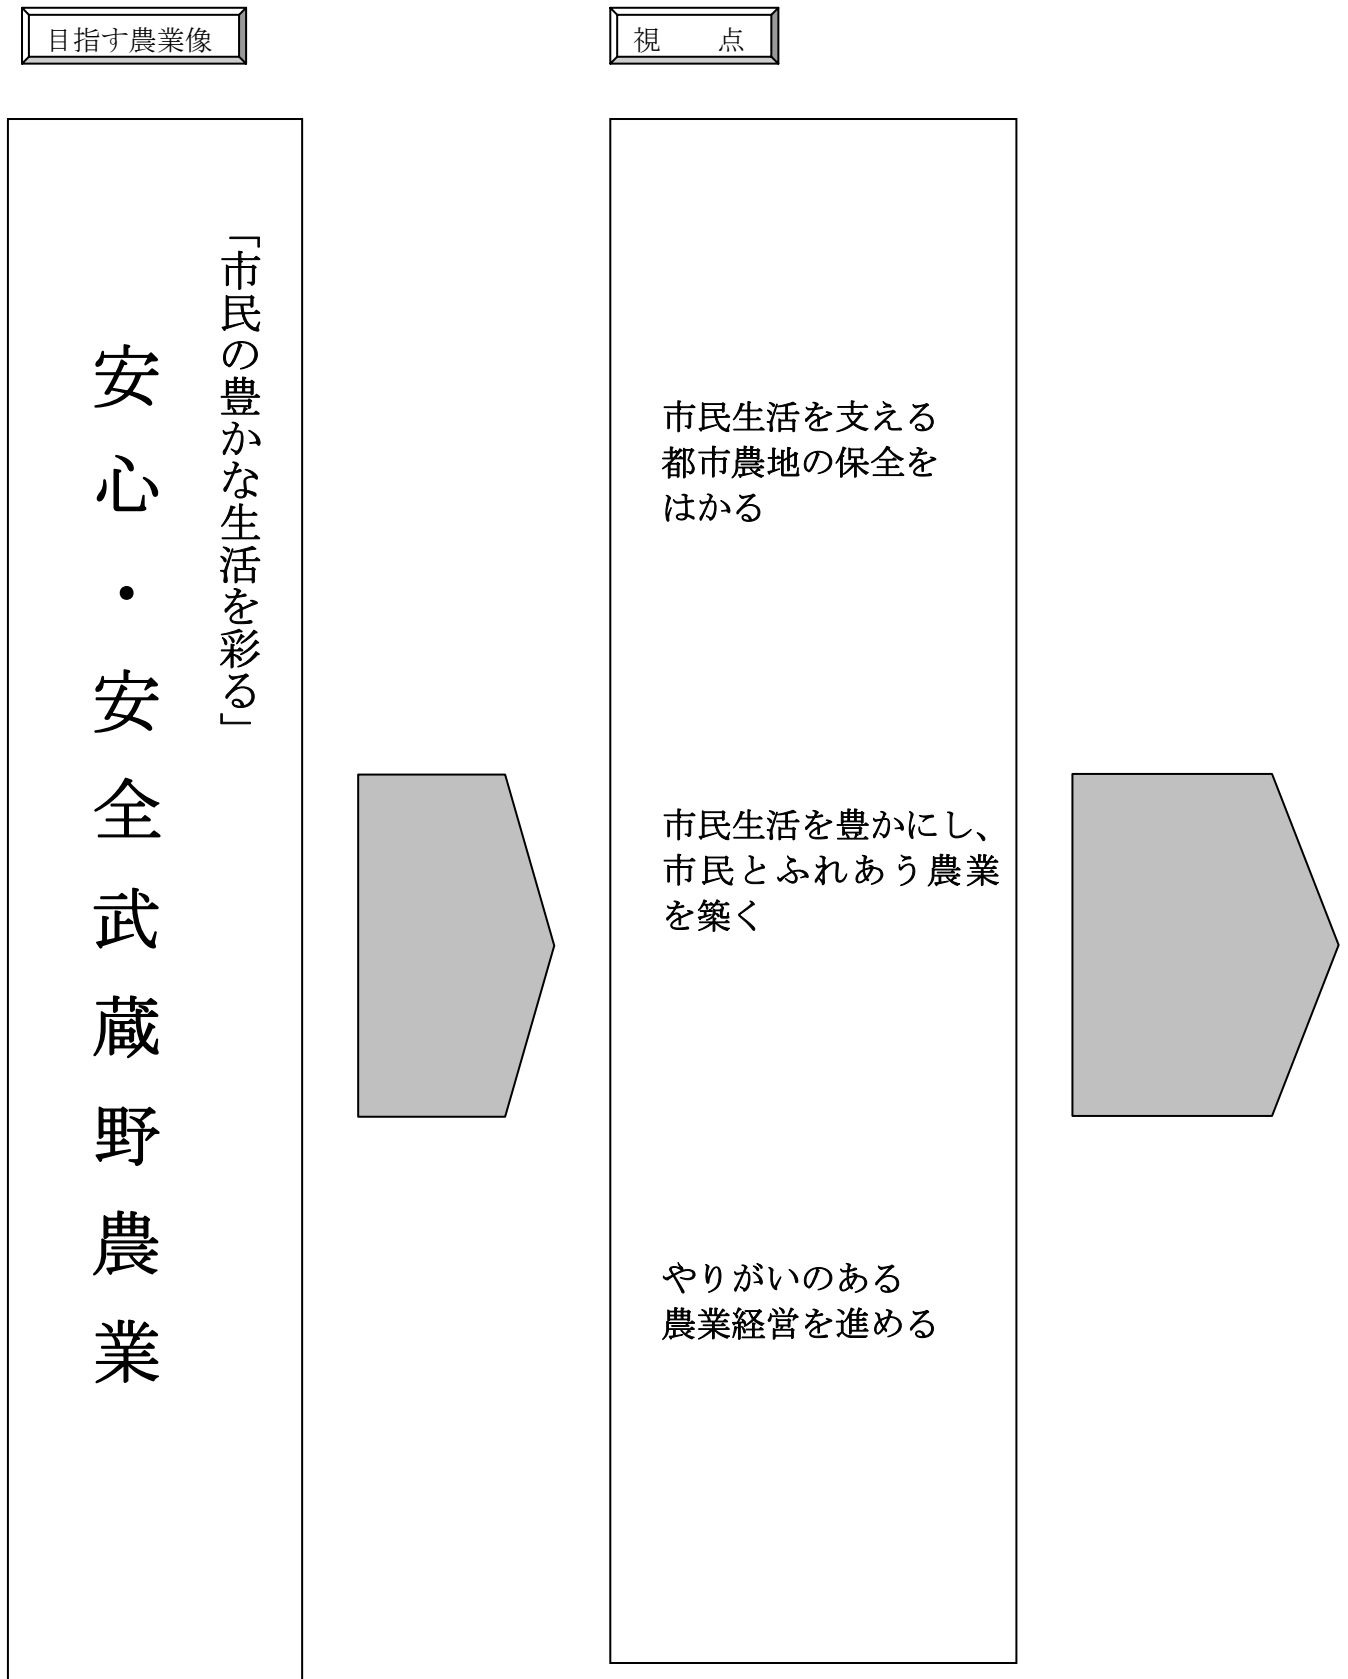 目指す農業像
視　　点
「市民の豊かな生活を彩る」
安心・安全武蔵野農業
市民生活を支える
都市農地の保全を
はかる
市民生活を豊かにし、
市民とふれあう農業
を築く
やりがいのある
農業経営を進める